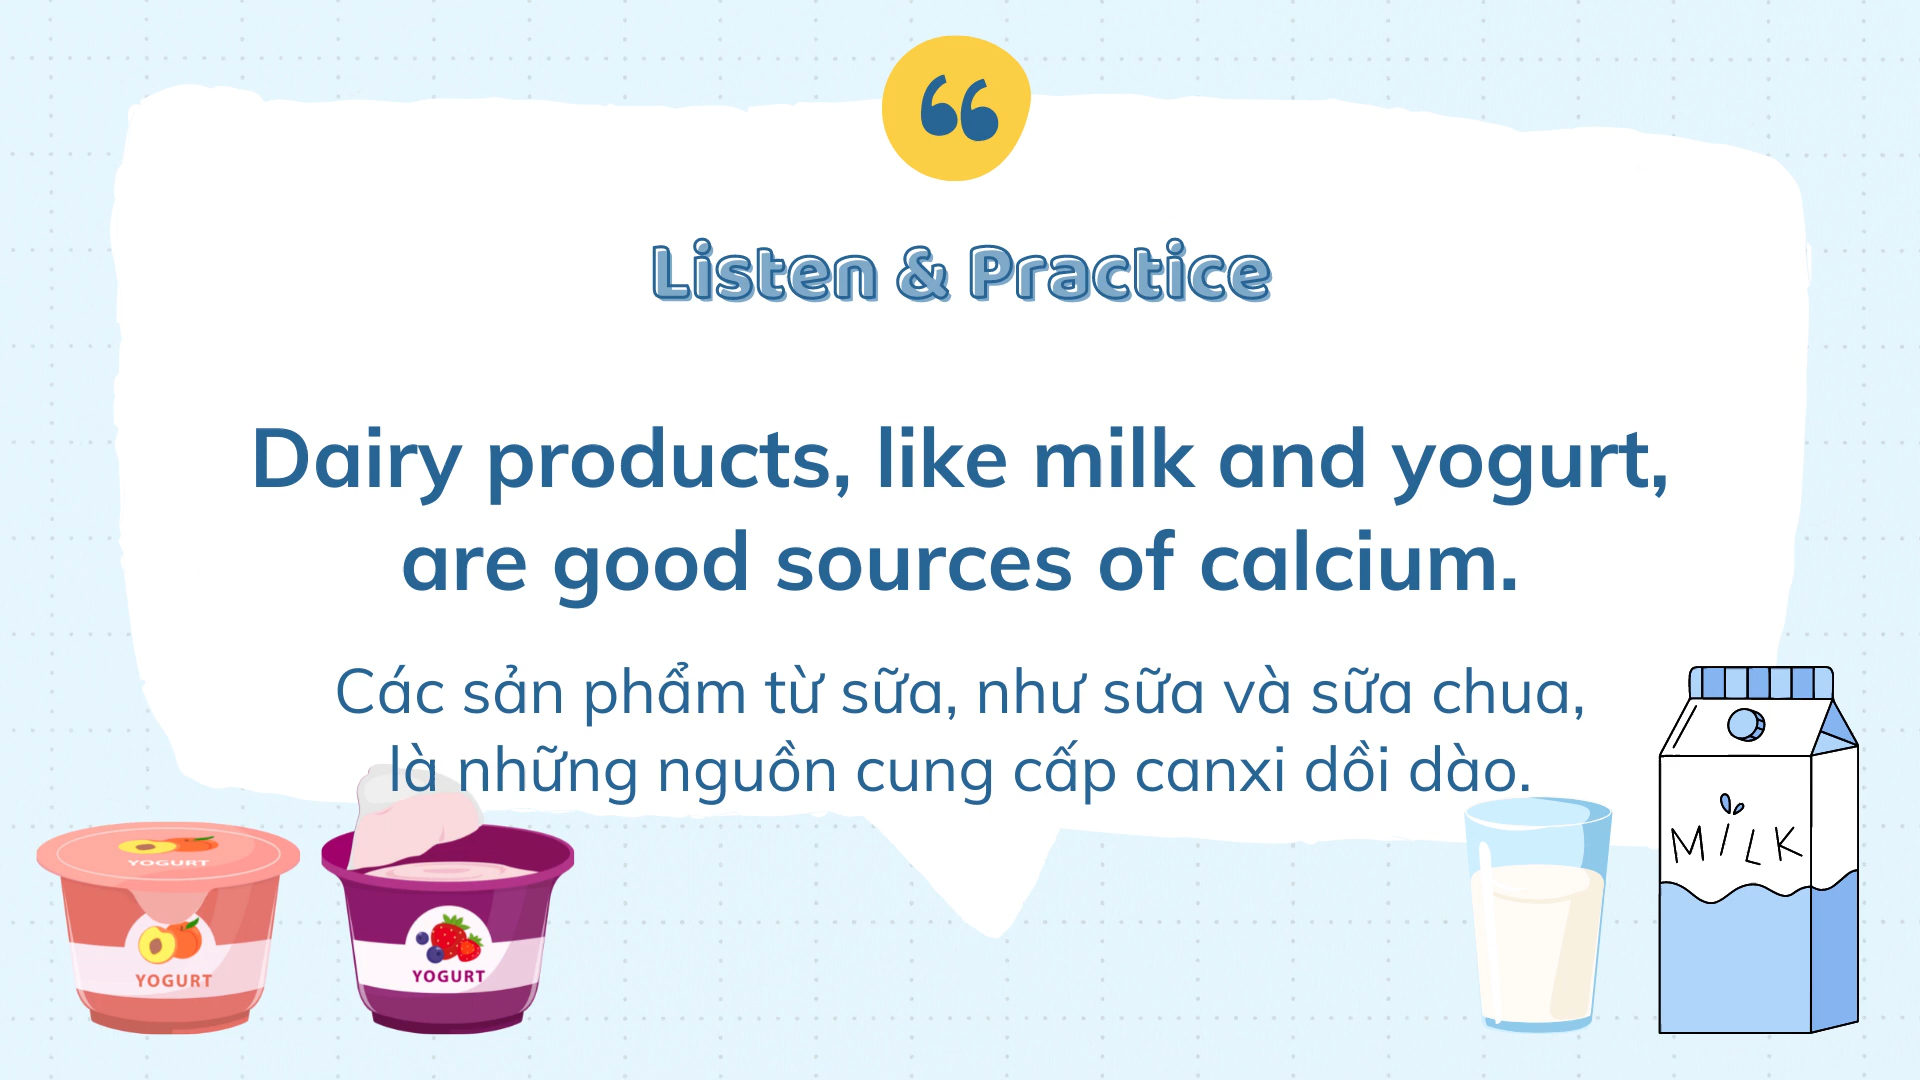 “
Listen & Practice
Dairy products, like milk and yogurt,
are good sources of calcium.
Các sản phẩm từ sữa, như sữa và sữa chua,
là những nguồn cung cấp canxi dồi dào.
YOGURT
YOGURT
YOGURT
MILK